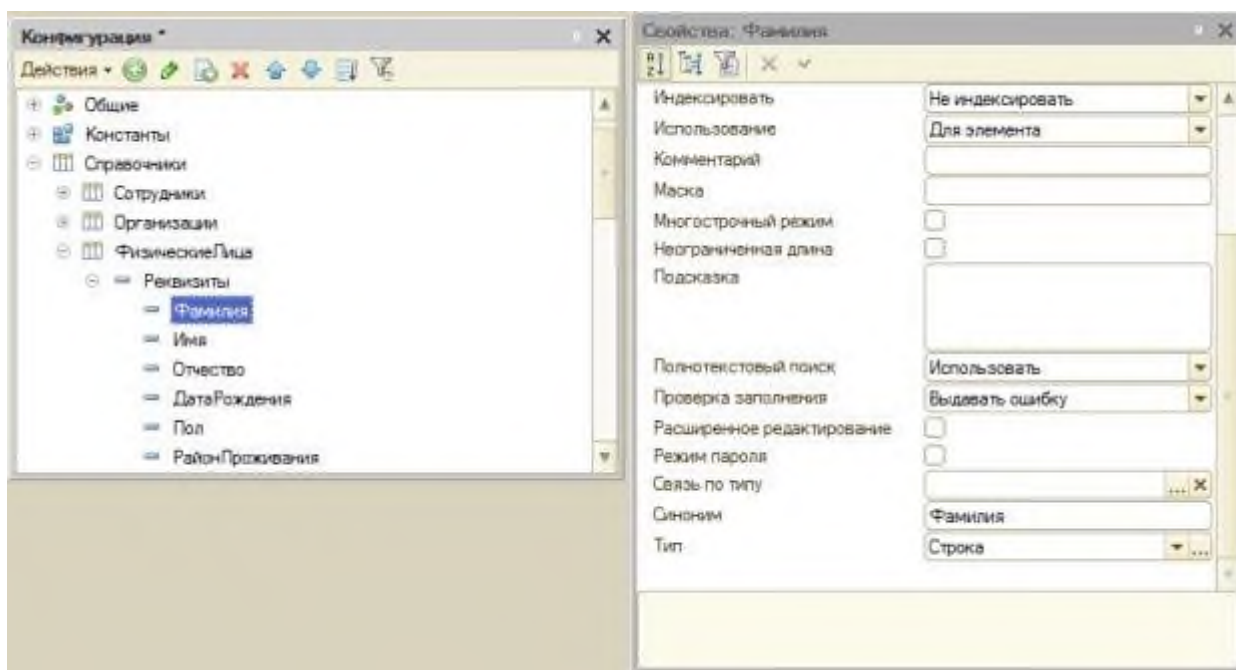 Конфигурация *
Действия
Общие
Константы
Справочники
Сотрудники
Организации
ФизическиеЛица
Реквизиты
Фамилия
Имя
Отчество
ДатаРождения
Пол
РайонПроживания
Свойства: Фамилия
Индексировать Не индексировать
Использование Для элемента
Комментарий
Маска
Многострочный режим
Неограниченная длина
Подсказка
Полнотекстовый поиск Использовать
Проверка заполнения Выдавать ошибку
Расширенное редактирование
Режим пароля
Связь по типу ...
Синоним Фамилия
Тип Строка ...